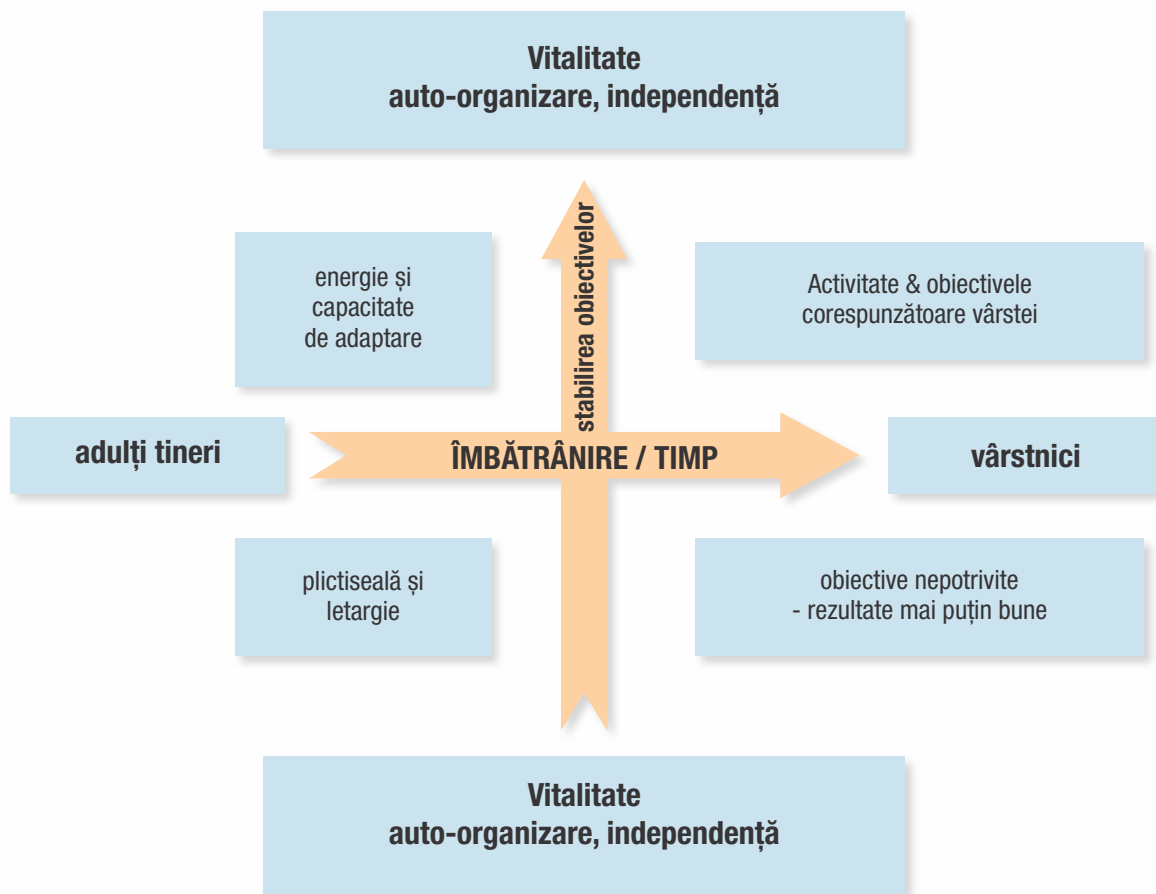 Vitalitate
auto-organizare, independență
stabilirea obiectivelor
energie și
capacitate
de adaptare
Activitate & obiectivele
corespunzătoare vârstei
adulți tineri
ÎMBĂTRÂNIRE / TIMP
vârstnici
plictiseală și
letargie
obiective nepotrivite
- rezultate mai puțin bune
Vitalitate
auto-organizare, independență